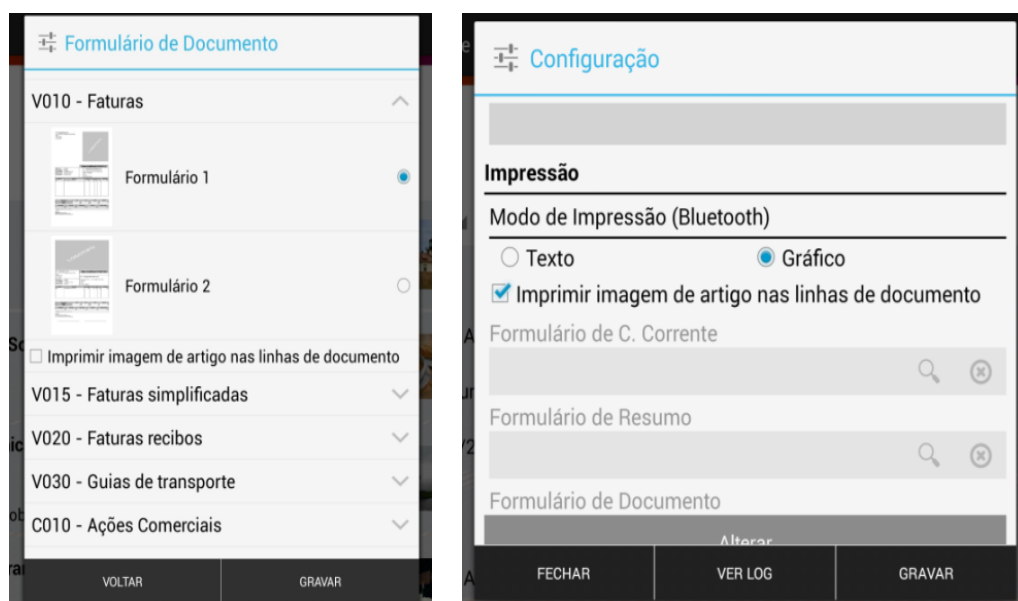 Formulário de Documento
V010 - Faturas
Formulário 1
Formulário 2
Imprimir imagem de artigo nas linhas de documento
V015 - Faturas simplificadas
V020 - Faturas recibos
V030 - Guias de transporte
C010 - Ações Comerciais
VOLTAR GRAVAR
Configuração
Impressão
Modo de Impressão (Bluetooth)
Texto Gráfico
Imprimir imagem de artigo nas linhas de documento
Formulário de C. Corrente
Formulário de Resumo
Formulário de Documento
Alterar
FECHAR VER LOG GRAVAR